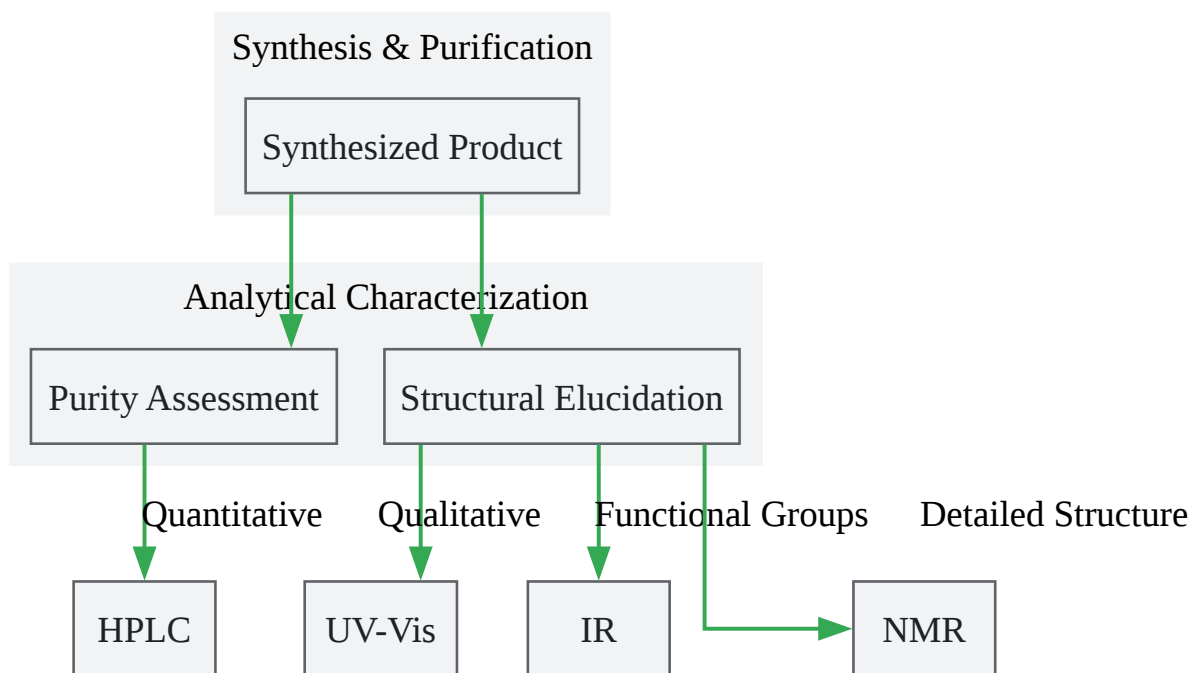 Synthesis & Purification
Synthesized Product
Analytical Characterization
Purity Assessment
Structural Elucidation
Quantitative
Qualitative
Functional Groups
Detailed Structure
HPLC
UV-Vis
IR
NMR